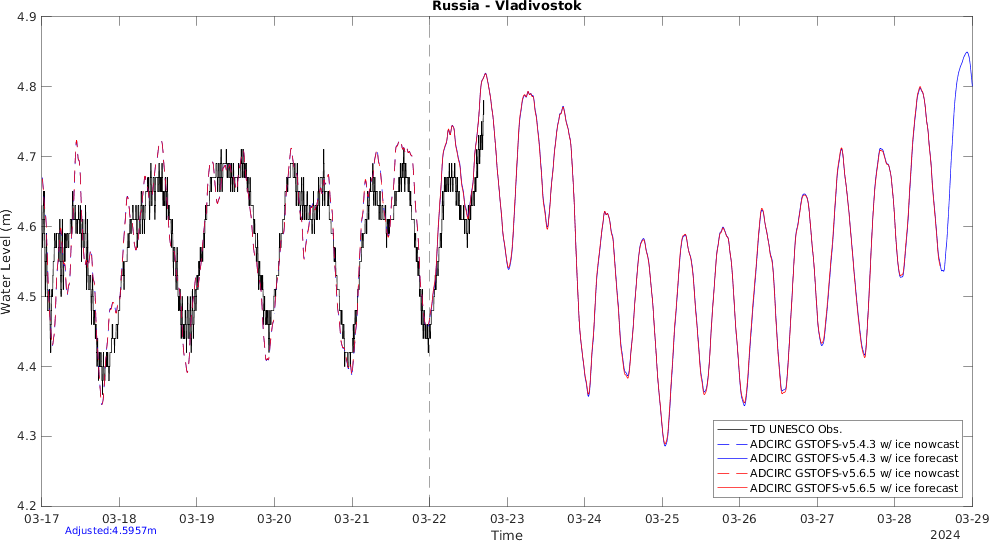 Russia - Vladivostok
4.9
4.8
4.7
4.6
4.5
4.4
4.3
4.2
Water Level (m)
TD UNESCO Obs.
ADCIRC GSTOFS-v5.4.3 w/ ice nowcast
ADCIRC GSTOFS-v5.4.3 w/ ice forecast
ADCIRC GSTOFS-v5.6.5 w/ ice nowcast
ADCIRC GSTOFS-v5.6.5 w/ ice forecast
03-17 03-18 03-19 03-20 03-21 03-22 03-23 03-24 03-25 03-26 03-27 03-28 03-29
Adjusted:4.5957m
Time
2024